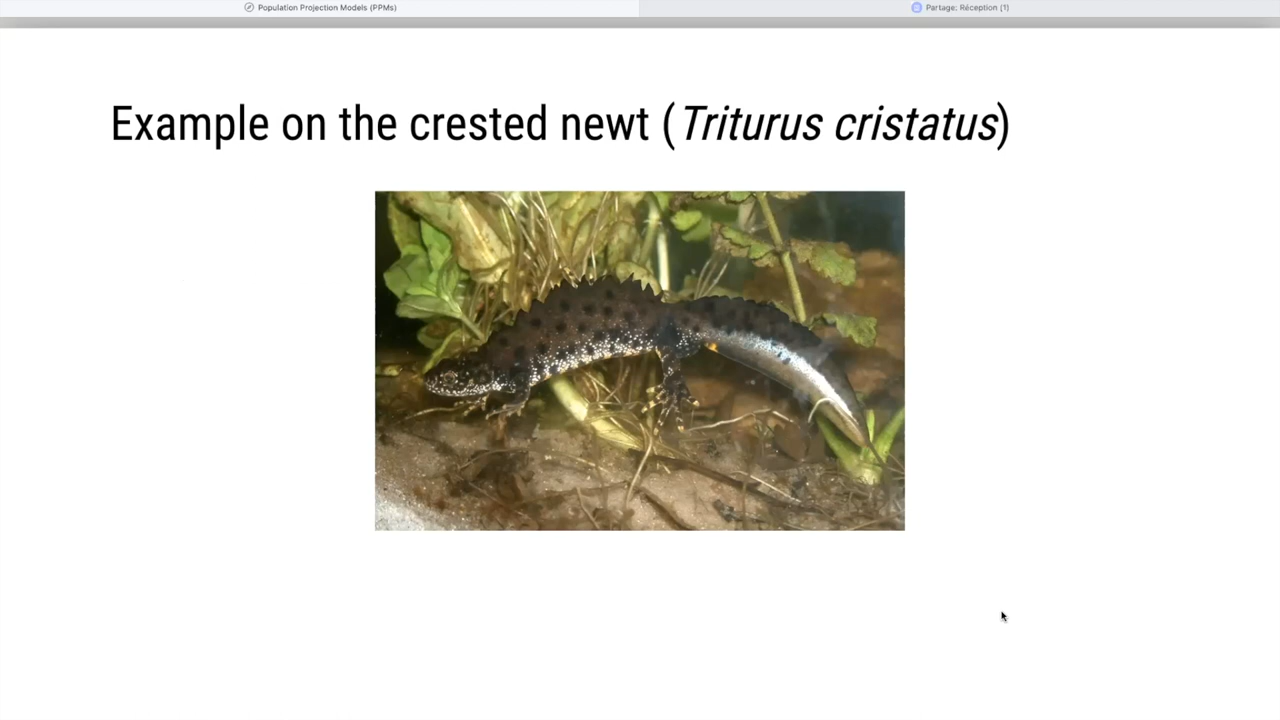 Population Projection Models (PPMs)
Partage: Réception (1)
Example on the crested newt (Triturus cristatus)